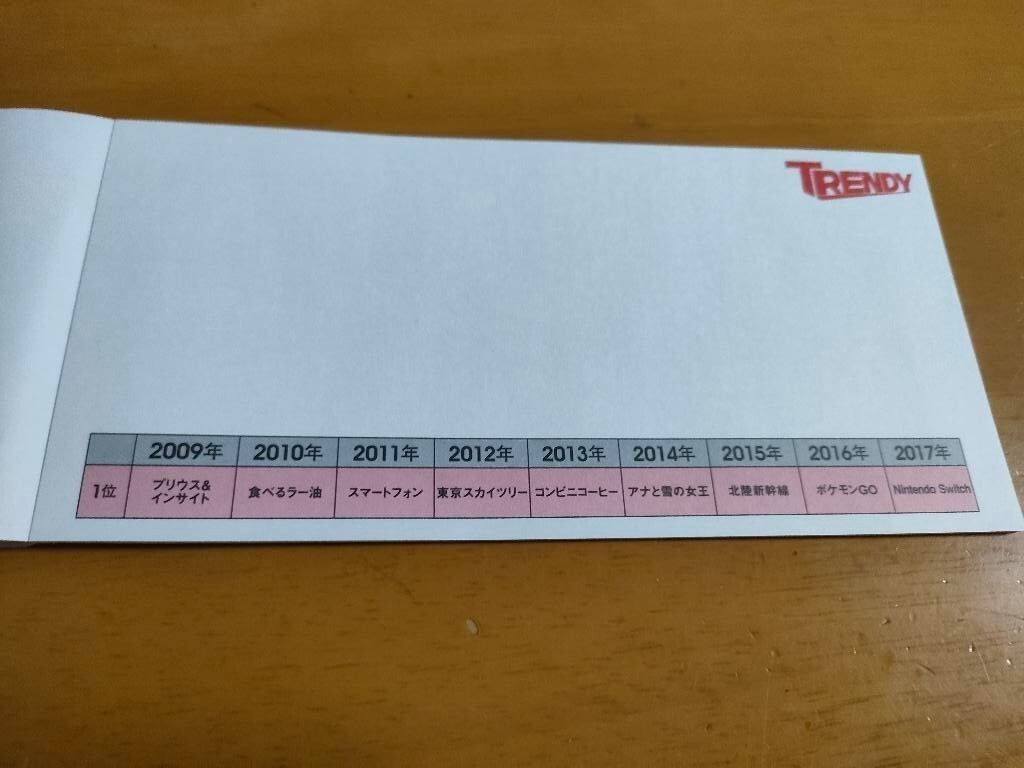 TRENDY
2009年 2010年 2011年 2012年 2013年 2014年 2015年 2016年 2017年
1位 プリウス& インサイト 食べるラー油 スマートフォン 東京スカイツリー コンビニコーヒー アナと雪の女王 北陸新幹線 ポケモンGO Nintendo Switch